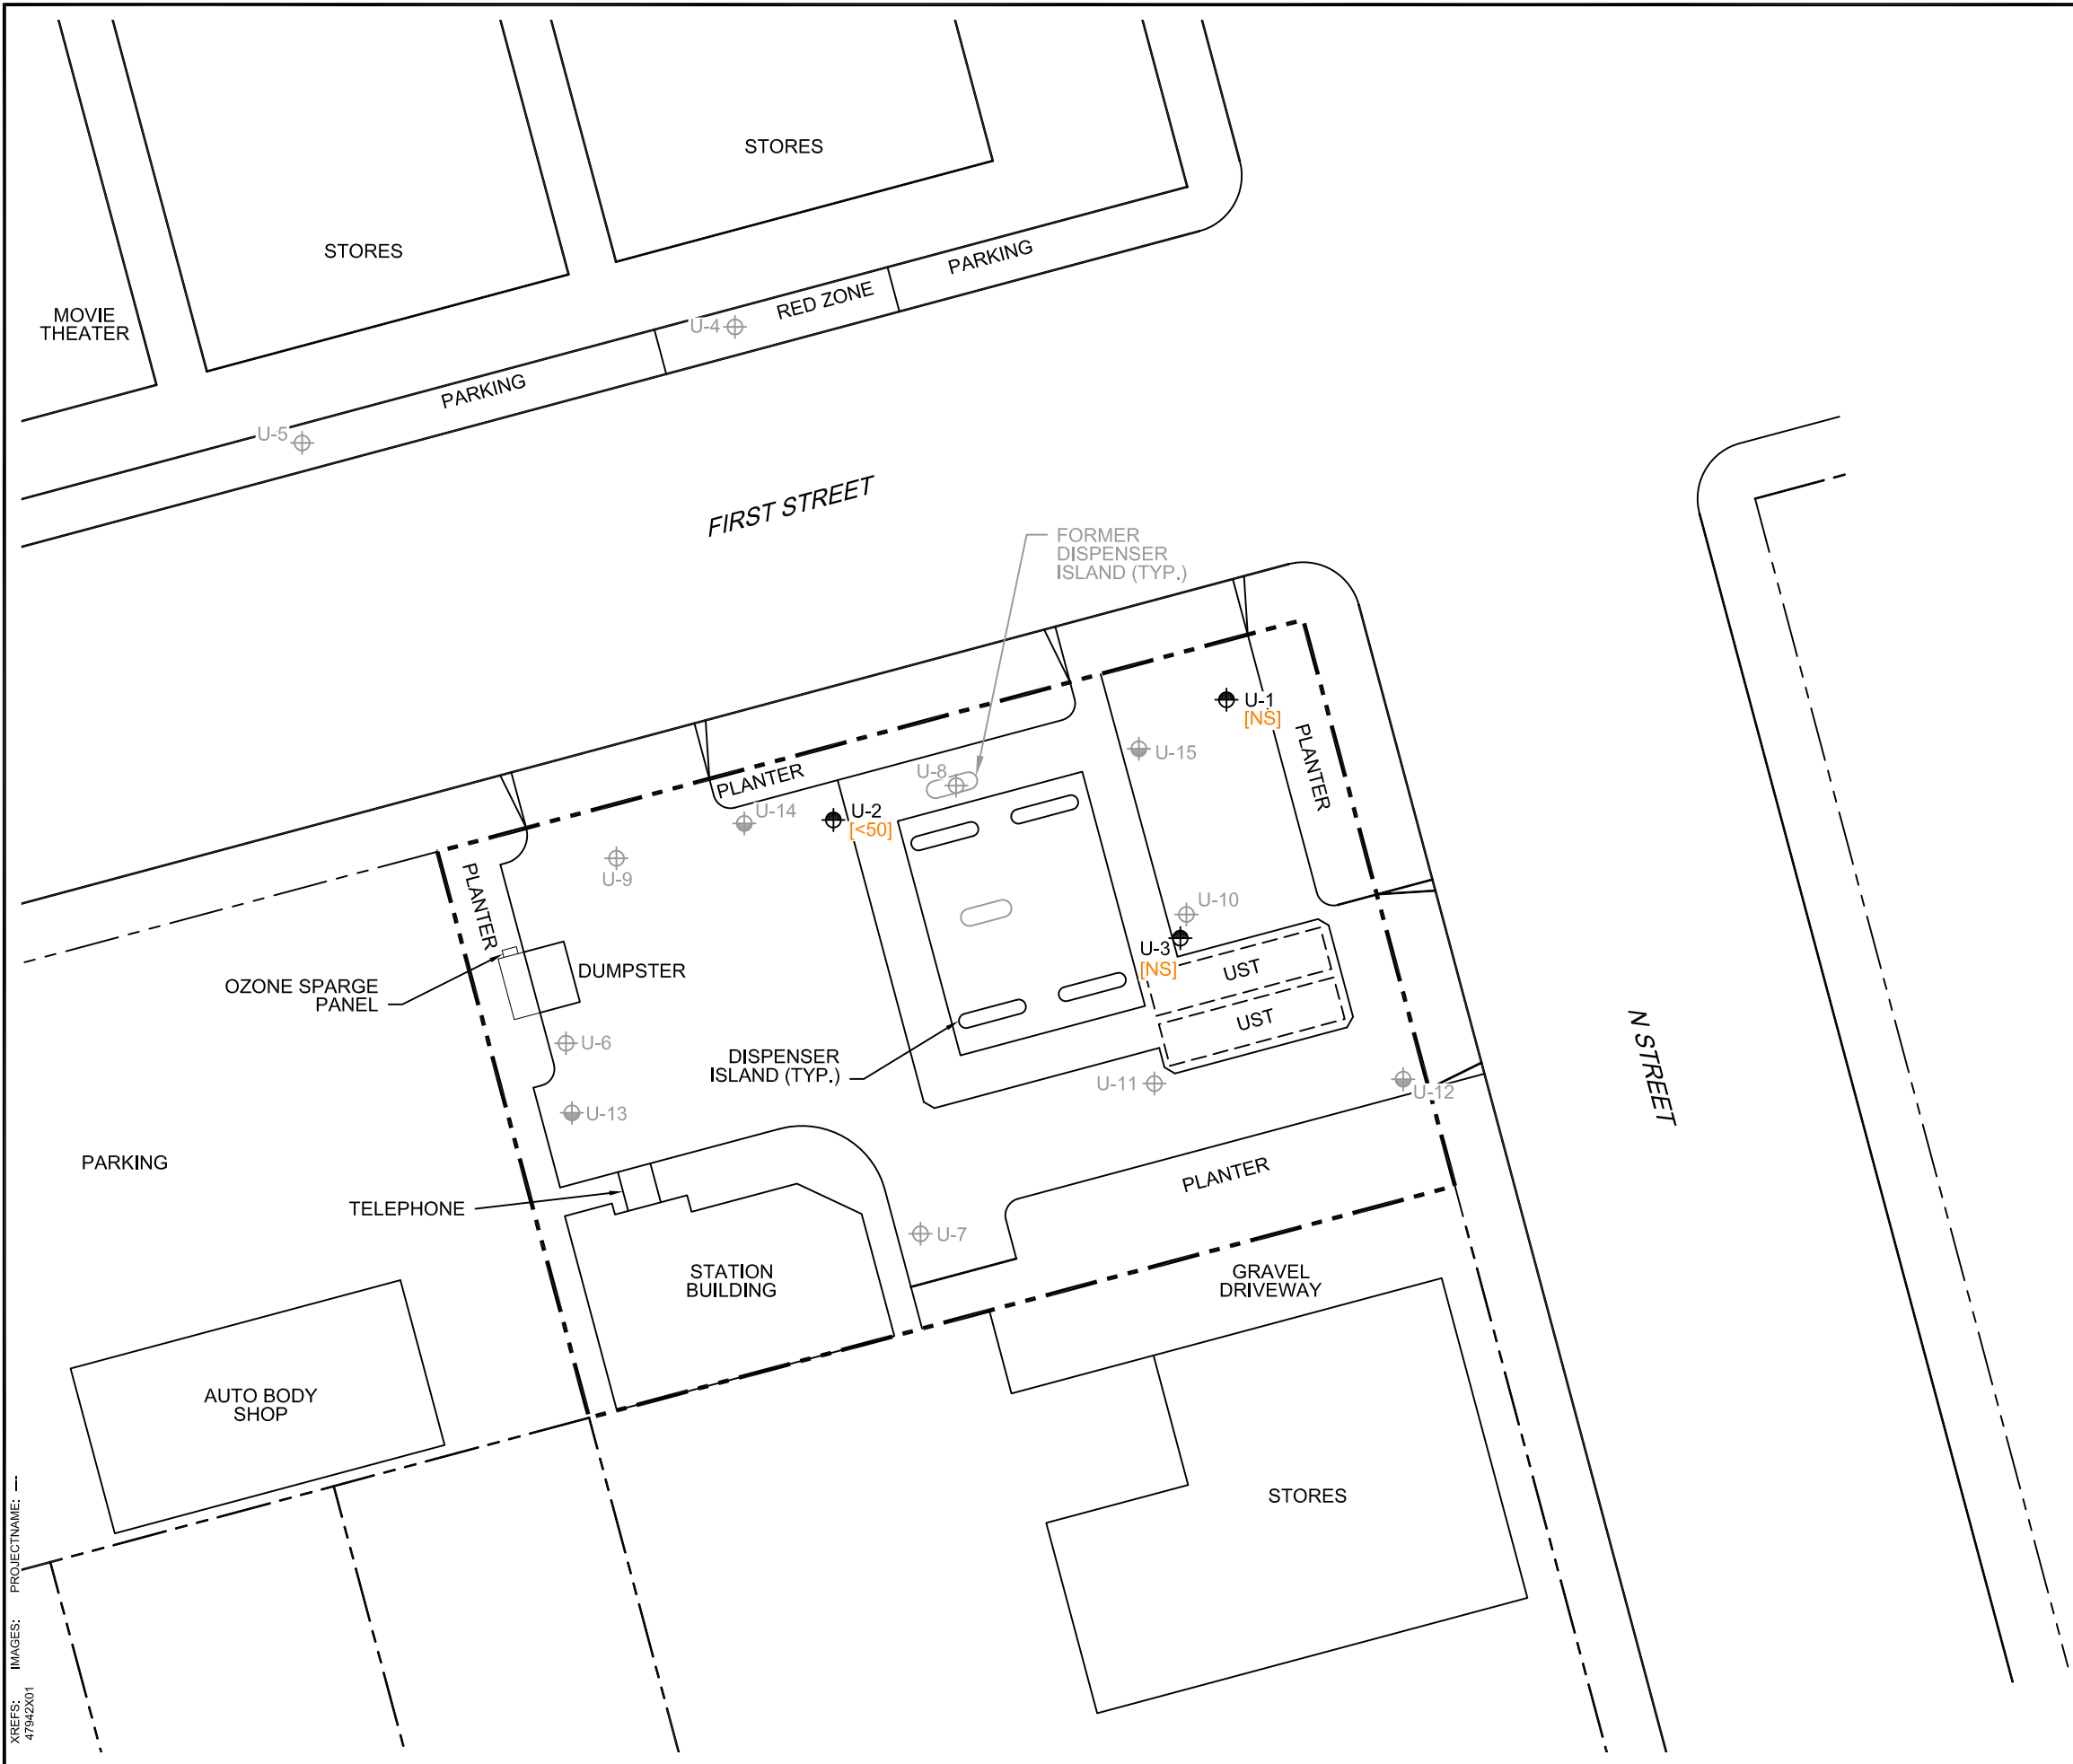 STORES
STORES
MOVIE
THEATER
PARKING
RED ZONE
U-4
PARKING
U-5
FIRST STREET
FORMER
DISPENSER
ISLAND (TYP.)
U-1
[NS]
PLANTER
U-15
U-8
PLANTER
U-14
U-2
[<50]
U-9
PLANTER
U-10
U-3
[NS]
UST
UST
OZONE SPARGE
PANEL
DUMPSTER
U-6
DISPENSER
ISLAND (TYP.)
U-11
U-12
N STREET
U-13
PARKING
TELEPHONE
PLANTER
U-7
STATION
BUILDING
GRAVEL
DRIVEWAY
AUTO BODY
SHOP
STORES
XREFS: IMAGES: PROJECTNAME: ----
47942X01